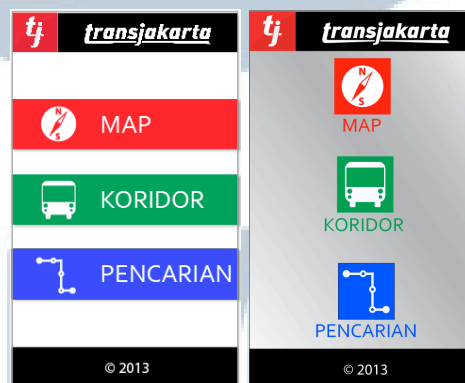 tj transjakarta
N
S
MAP
KORIDOR
PENCARIAN
© 2013
tj transjakarta
N
S
MAP
KORIDOR
PENCARIAN
© 2013